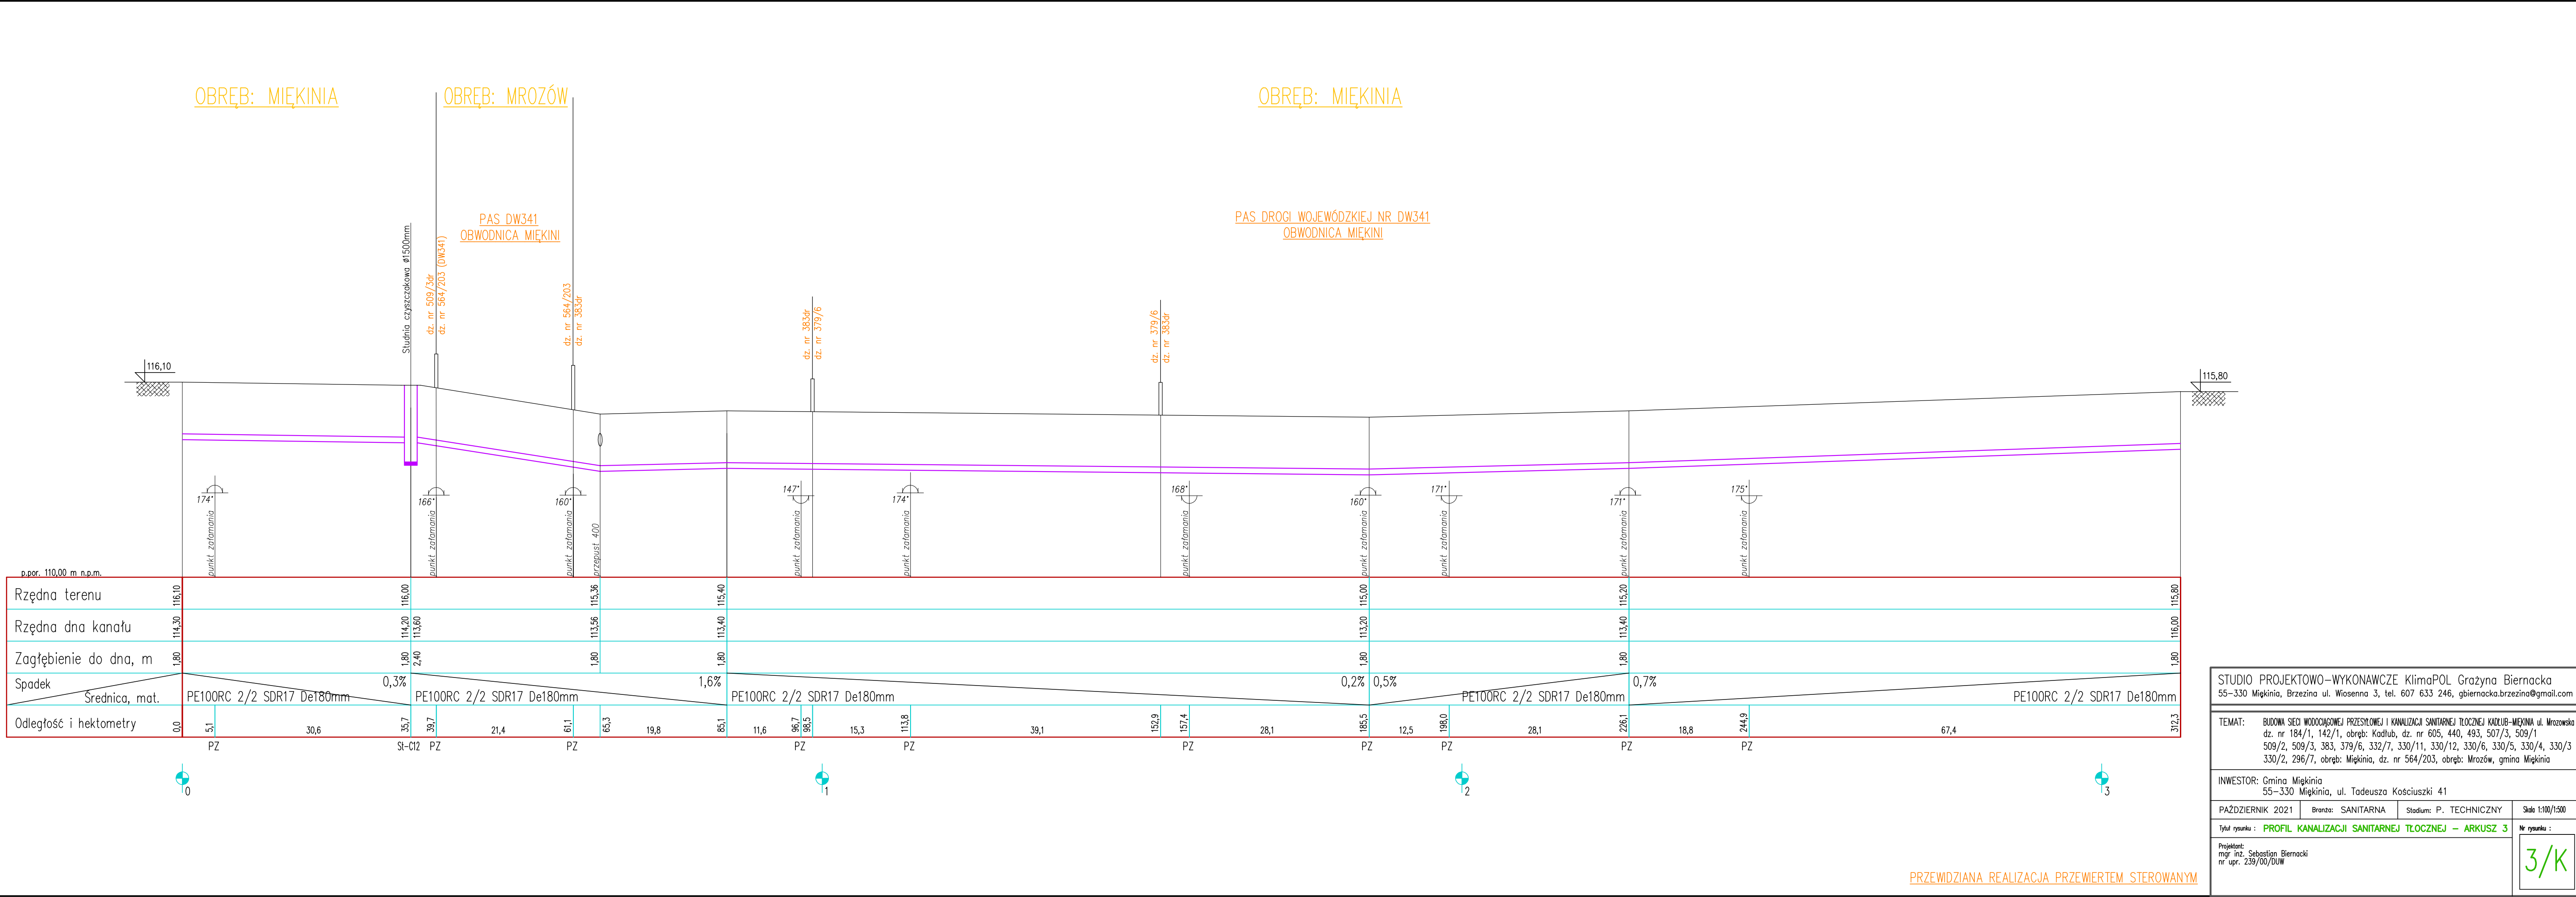 OBRĘB: MIĘKINIA
OBRĘB: MROZÓW
OBRĘB: MIĘKINIA
PAS DW341
OBWODNICA MIĘKINI
PAS DROGI WOJEWÓDZKIEJ NR DW341
OBWODNICA MIĘKINI
Studnia czyszczakowa ø1500mm
dz. nr 509/3dr
dz. nr 564/203 (DW341)
dz. nr 564/203
dz. nr 383dr
dz. nr 383dr
dz. nr 379/6
dz. nr 379/6
dz. nr 383dr
116,10
115,80
174°
166°
160°
147°
174°
168°
160°
171°
171°
175°
punkt załamania
punkt załamania
punkt załamania
przepust 400
punkt załamania
punkt załamania
punkt załamania
punkt załamania
punkt załamania
punkt załamania
punkt załamania
p.por. 110,00 m n.p.m.
Rzędna terenu
116,10
116,00
115,36
115,40
115,00
115,20
115,80
Rzędna dna kanału
114,30
114,20
113,60
113,56
113,40
113,20
113,40
116,00
Zagłębienie do dna, m
1,80
1,80
2,40
1,80
1,80
1,80
1,80
1,80
Spadek
0,3%
1,6%
0,2%
0,5%
0,7%
Średnica, mat.
PE100RC 2/2 SDR17 De180mm
PE100RC 2/2 SDR17 De180mm
PE100RC 2/2 SDR17 De180mm
PE100RC 2/2 SDR17 De180mm
PE100RC 2/2 SDR17 De180mm
Odległość i hektometry
0,0
5,1
30,6
35,7
39,7
21,4
61,1
65,3
19,8
85,1
11,6
96,7
98,5
15,3
113,8
39,1
152,9
157,4
28,1
185,5
12,5
198,0
28,1
226,1
18,8
244,9
67,4
312,3
PZ
St-C12
PZ
PZ
PZ
PZ
PZ
PZ
PZ
PZ
PZ
0
1
2
3
PRZEWIDZIANA REALIZACJA PRZEWIERTEM STEROWANYM
STUDIO PROJEKTOWO-WYKONAWCZE KlimaPOL Grażyna Biernacka
55-330 Miękinia, Brzezina ul. Wiosenna 3, tel. 607 633 246, gbiernacka.brzezina@gmail.com
TEMAT: BUDOWA SIECI WODOCIĄGOWEJ PRZESYŁOWEJ I KANALIZACJI SANITARNEJ TŁOCZNEJ KADŁUB-MIĘKINIA ul. Mrozowska
dz. nr 184/1, 142/1, obręb: Kadłub, dz. nr 605, 440, 493, 507/3, 509/1
509/2, 509/3, 383, 379/6, 332/7, 330/11, 330/12, 330/6, 330/5, 330/4, 330/3
330/2, 296/7, obręb: Miękinia, dz. nr 564/203, obręb: Mrozów, gmina Miękinia
INWESTOR: Gmina Miękinia
55-330 Miękinia, ul. Tadeusza Kościuszki 41
PAŹDZIERNIK 2021
Branża: SANITARNA
Stadium: P. TECHNICZNY
Skala 1:100/1:500
Tytuł rysunku : PROFIL KANALIZACJI SANITARNEJ TŁOCZNEJ - ARKUSZ 3
Nr rysunku :
3/K
Projektant:
mgr inż. Sebastian Biernacki
nr upr. 239/00/DUW